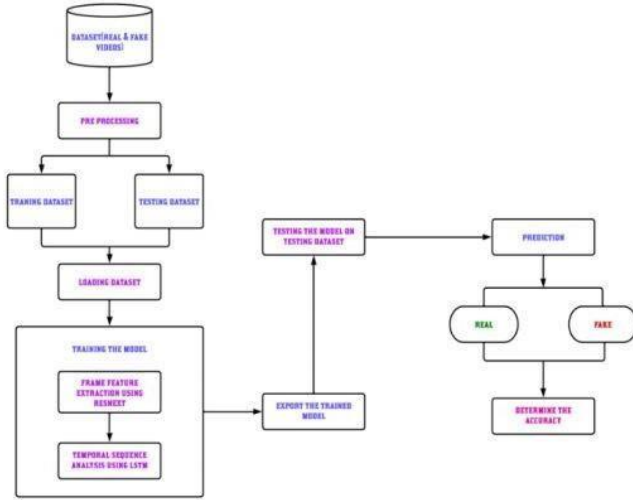 DATASET(REAL & FAKE
VIDEOS)
PRE PROCESSING
TRANING DATASET
TESTING DATASET
LOADING DATASET
TRAINING THE MODEL
FRAME FEATURE
EXTRACTION USING
RESNEXT
TEMPORAL SEQUENCE
ANALYSIS USING LSTM
EXPORT THE TRAINED
MODEL
TESTING THE MODEL ON
TESTING DATASET
PREDICTION
REAL
FAKE
DETERMINE THE
ACCURACY